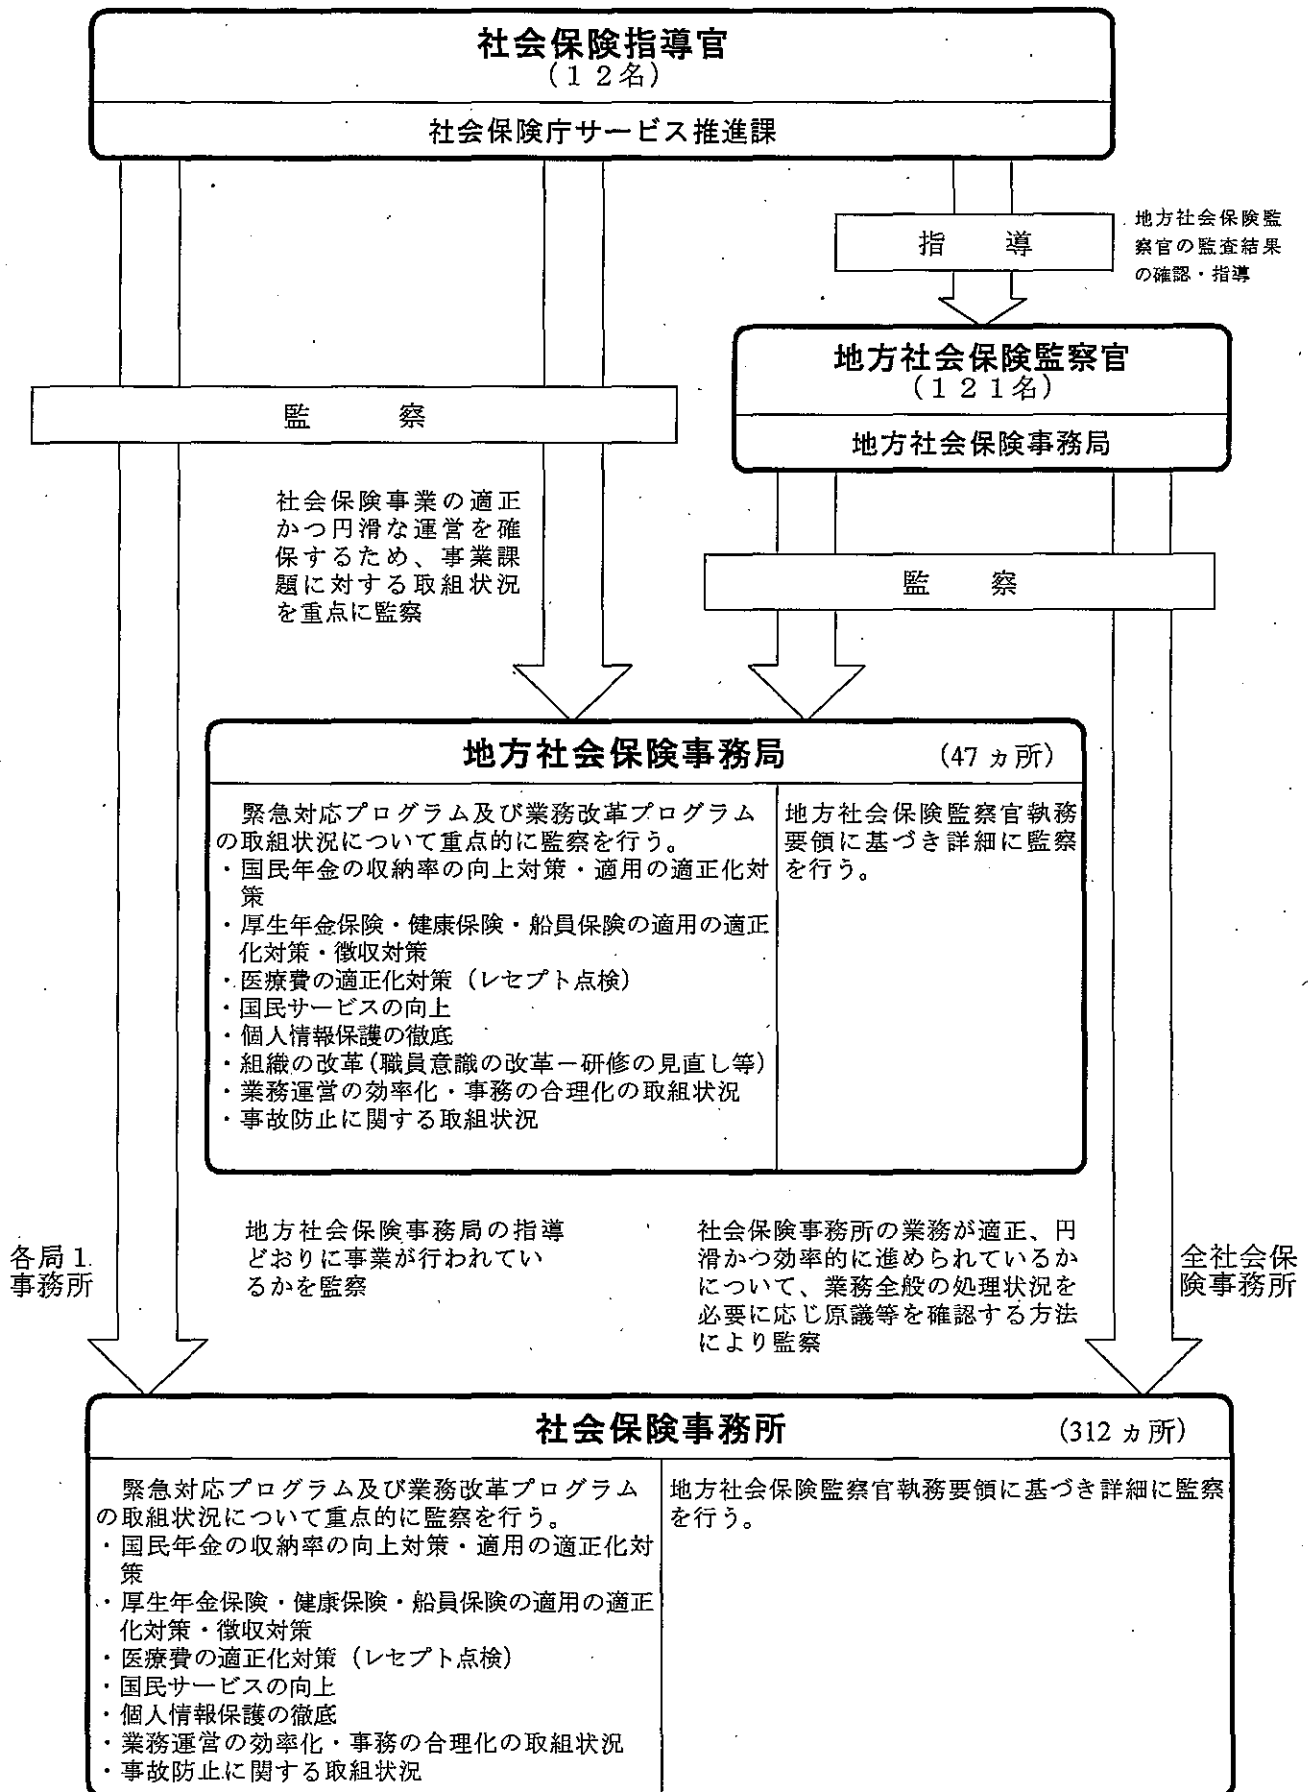 社会保険指導官
(12名)
社会保険庁サービス推進課
指　導
地方社会保険監
察官の監査結果
の確認・指導
地方社会保険監察官
(121名)
地方社会保険事務局
監　察
社会保険事業の適正
かつ円滑な運営を確
保するため、事業課
題に対する取組状況
を重点に監察
監　察
地方社会保険事務局　(47ヵ所)
緊急対応プログラム及び業務改革プログラム
の取組状況について重点的に監察を行う。
・国民年金の収納率の向上対策・適用の適正化対
策
・厚生年金保険・健康保険・船員保険の適用の適正
化対策・徴収対策
・医療費の適正化対策（レセプト点検）
・国民サービスの向上
・個人情報保護の徹底
・組織の改革(職員意識の改革－研修の見直し等)
・業務運営の効率化・事務の合理化の取組状況
・事故防止に関する取組状況
地方社会保険監察官執務
要領に基づき詳細に監察
を行う。
各局1
事務所
地方社会保険事務局の指導
どおりに事業が行われてい
るかを監察
社会保険事務所の業務が適正、円
滑かつ効率的に進められているか
について、業務全般の処理状況を
必要に応じ原議等を確認する方法
により監察
全社会保
険事務所
社会保険事務所　(312ヵ所)
緊急対応プログラム及び業務改革プログラム
の取組状況について重点的に監察を行う。
・国民年金の収納率の向上対策・適用の適正化対
策
・厚生年金保険・健康保険・船員保険の適用の適正
化対策・徴収対策
・医療費の適正化対策（レセプト点検）
・国民サービスの向上
・個人情報保護の徹底
・業務運営の効率化・事務の合理化の取組状況
・事故防止に関する取組状況
地方社会保険監察官執務要領に基づき詳細に監察
を行う。